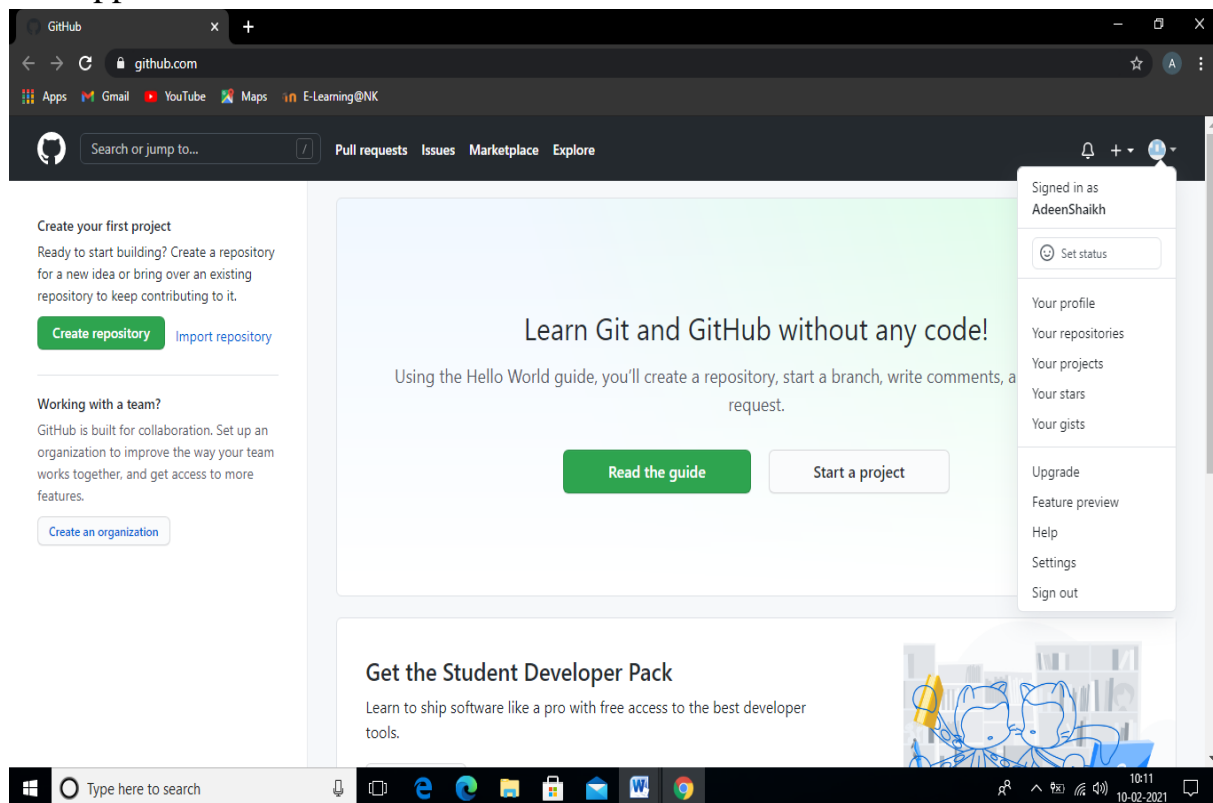 GitHub
github.com
A
Apps Gmail YouTube Maps E-Learning@NK
Search or jump to... /
Pull requests Issues Marketplace Explore
Signed in as
AdeenShaikh
Set status
Your profile
Your repositories
Your projects
Your stars
Your gists
Upgrade
Feature preview
Help
Settings
Sign out
Create your first project
Ready to start building? Create a repository
for a new idea or bring over an existing
repository to keep contributing to it.
Create repository Import repository
Working with a team?
GitHub is built for collaboration. Set up an
organization to improve the way your team
works together, and get access to more
features.
Create an organization
Learn Git and GitHub without any code!
Using the Hello World guide, you'll create a repository, start a branch, write comments, a
request.
Read the guide Start a project
Get the Student Developer Pack
Learn to ship software like a pro with free access to the best developer
tools.
Type here to search
10:11
10-02-2021